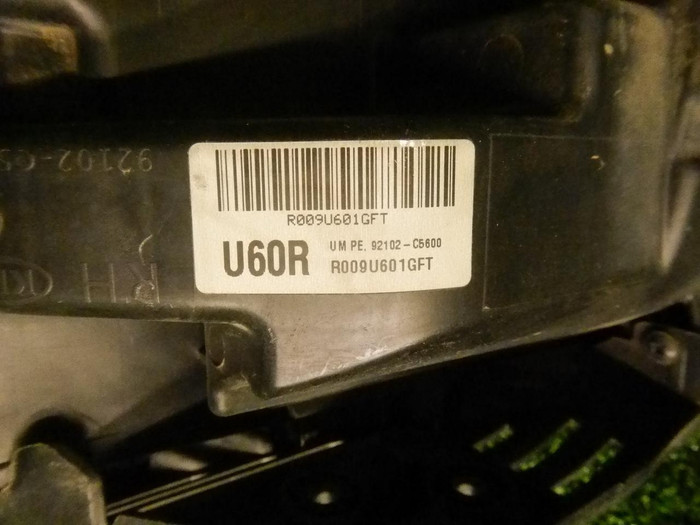 92102-C5
R009U601GFT
U60R
UM PE. 92102-C5600
R009U601GFT
RH